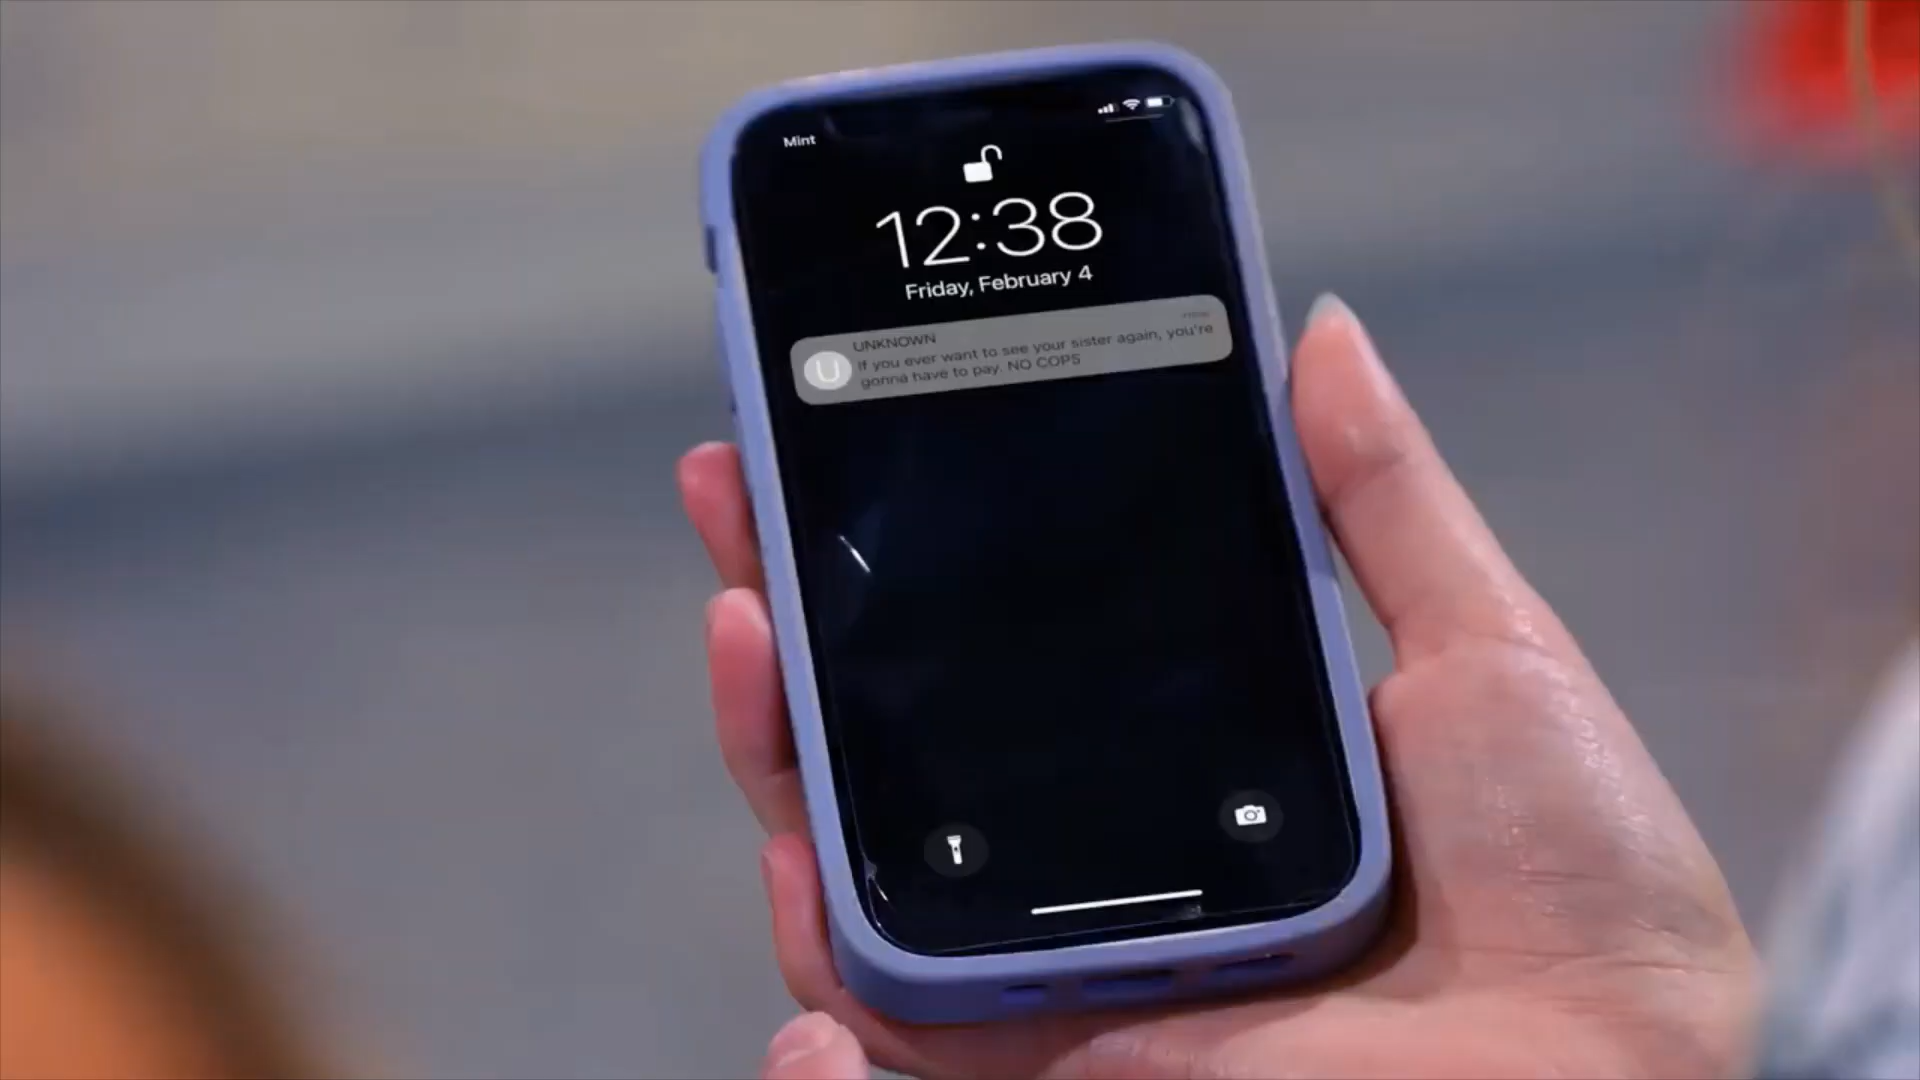 Mint
12:38
Friday, February 4
UNKNOWN
now
If you ever want to see your sister again, you're
gonna have to pay. NO COPS
U